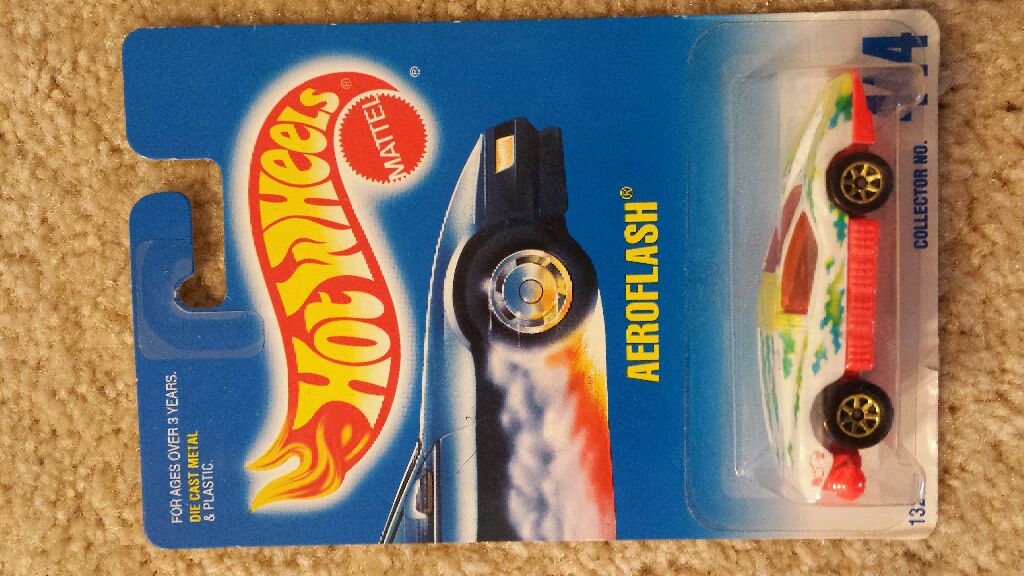 FOR AGES OVER 3 YEARS.
DIE CAST METAL
& PLASTIC.
HOT WHEELS®
MATTEL®
AEROFLASH®
COLLECTOR NO.